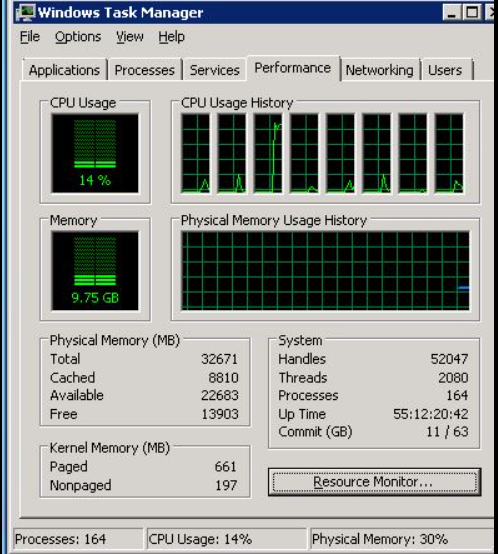 Windows Task Manager
File Options View Help
Applications Processes Services Performance Networking Users
CPU Usage CPU Usage History
14 %
Memory Physical Memory Usage History
9.75 GB
Physical Memory (MB)
Total 32671
Cached 8810
Available 22683
Free 13903
System
Handles 52047
Threads 2080
Processes 164
Up Time 55:12:20:42
Commit (GB) 11 / 63
Kernel Memory (MB)
Paged 661
Nonpaged 197
Resource Monitor...
Processes: 164 CPU Usage: 14% Physical Memory: 30%